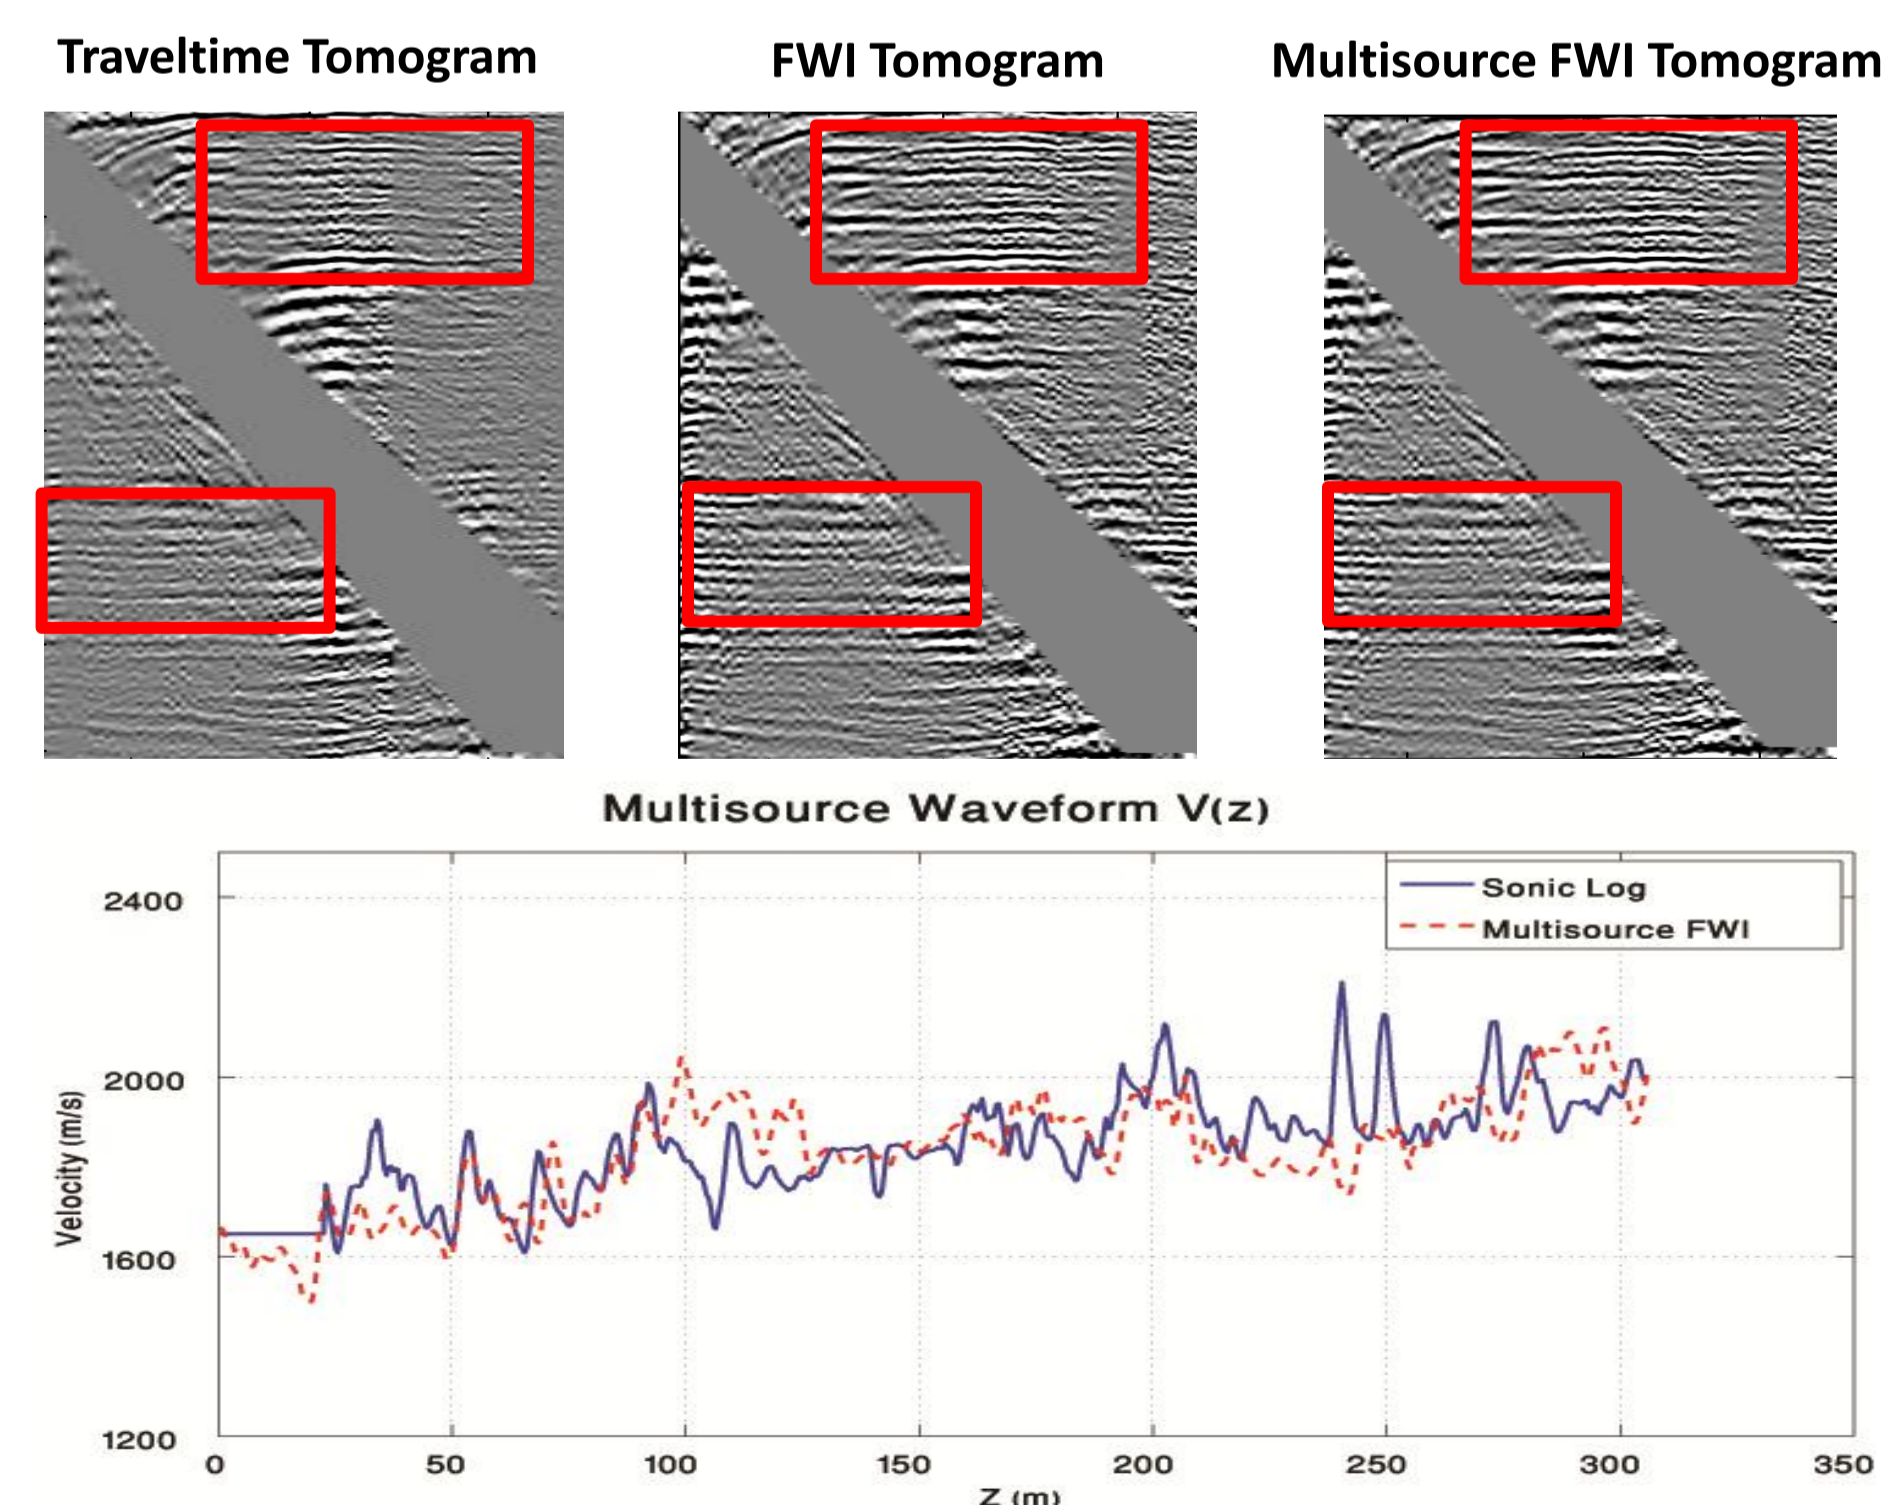 Traveltime Tomogram
FWI Tomogram
Multisource FWI Tomogram
Multisource Waveform V(z)
Sonic Log
Multisource FWI
Velocity (m/s)
2400
2000
1600
1200
0 50 100 150 200 250 300 350
Z (m)